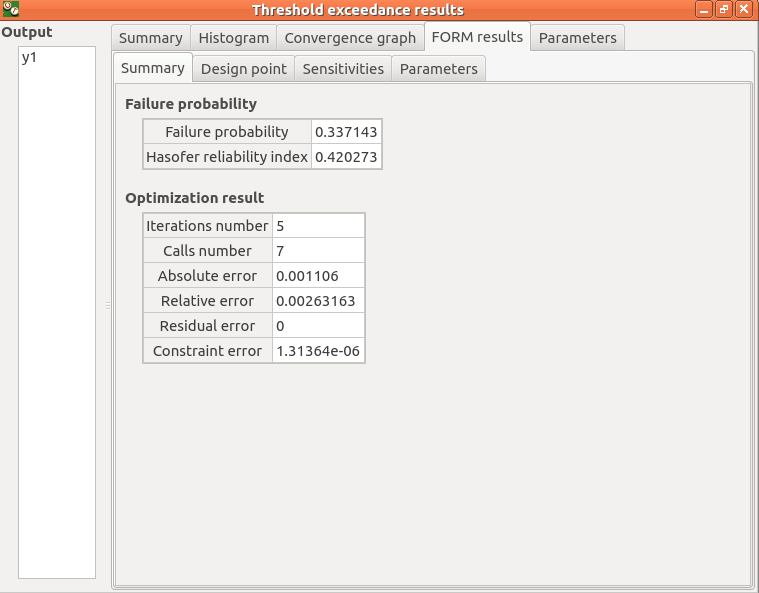 Threshold exceedance results
Output
Summary Histogram Convergence graph FORM results Parameters
y1
Summary Design point Sensitivities Parameters
Failure probability
Failure probability 0.337143
Hasofer reliability index 0.420273
Optimization result
Iterations number 5
Calls number 7
Absolute error 0.001106
Relative error 0.00263163
Residual error 0
Constraint error 1.31364e-06